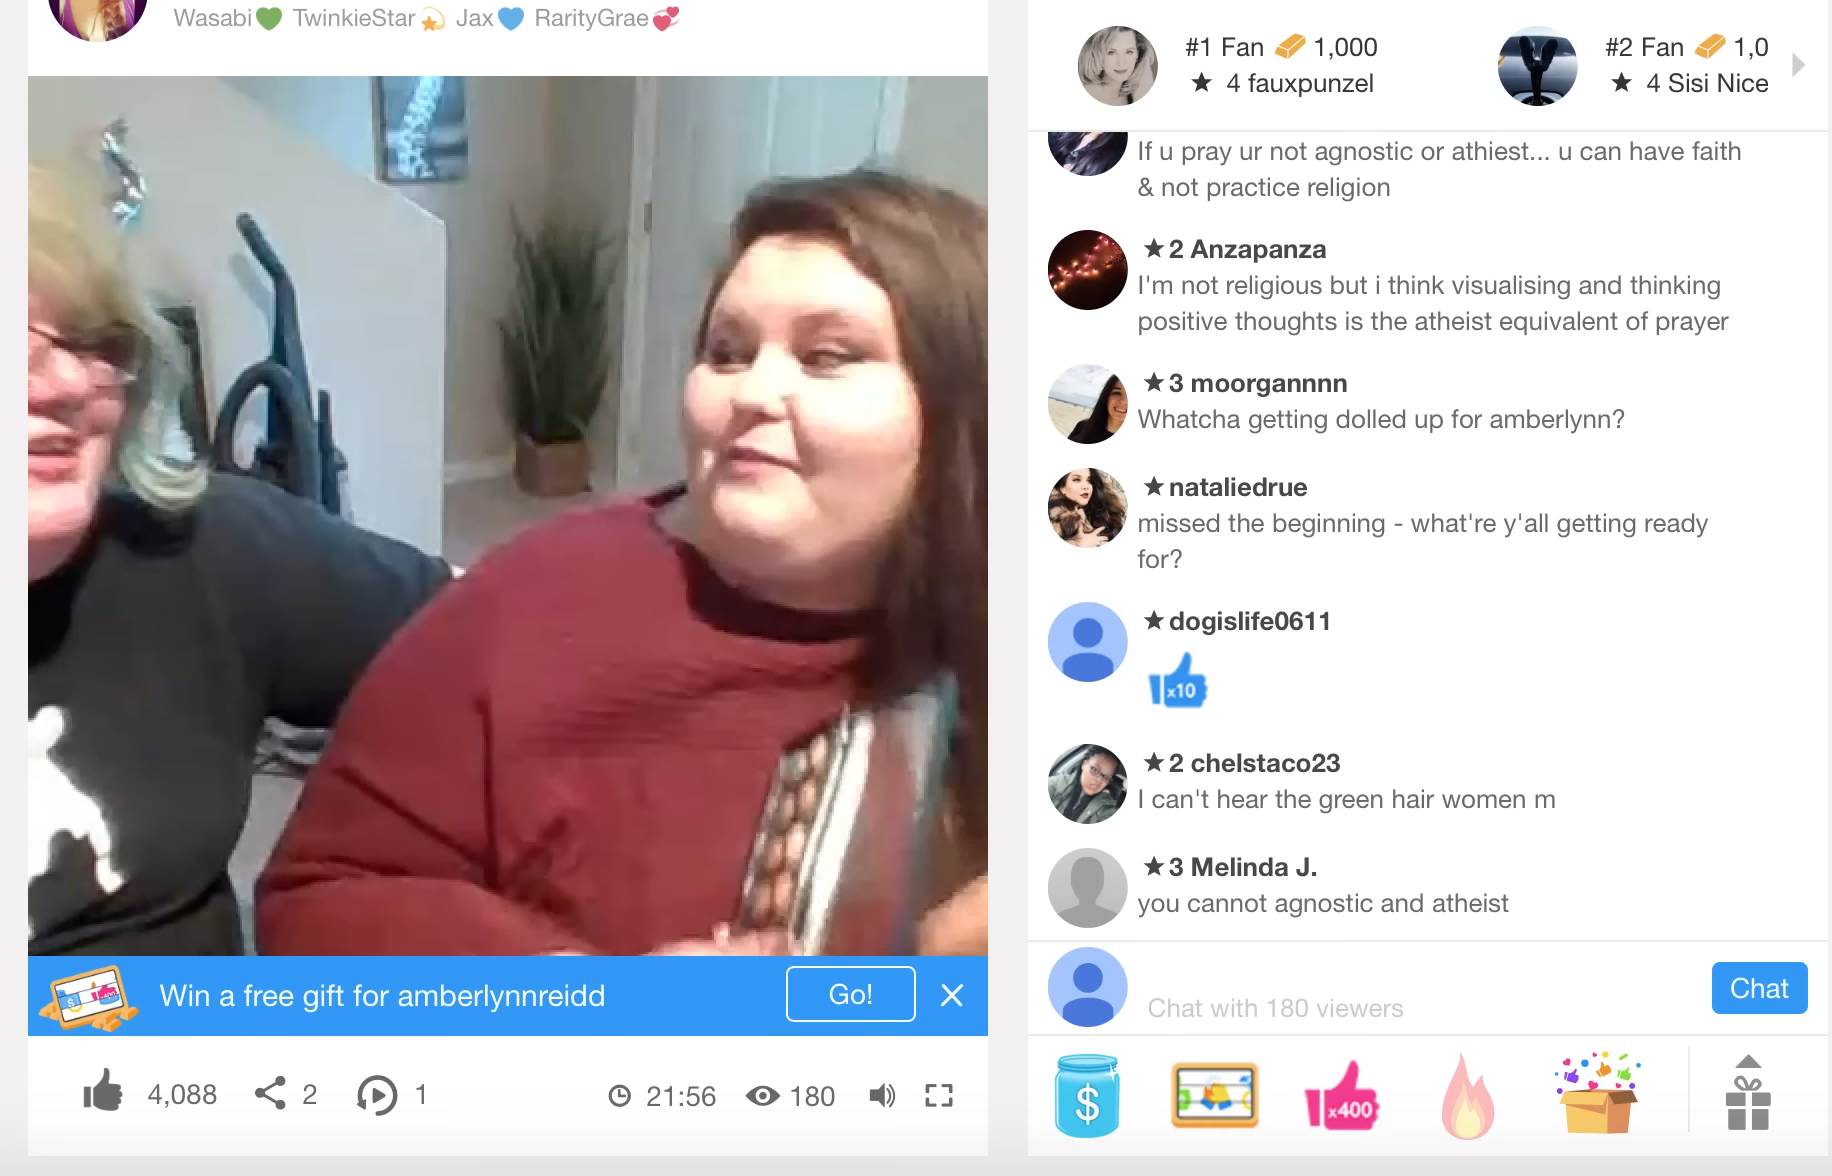 Wasabi💚 TwinkieStar💫 Jax💙 RarityGrae💞
#1 Fan 1,000
★ 4 fauxpunzel
#2 Fan 1,0
★ 4 Sisi Nice
If u pray ur not agnostic or athiest... u can have faith
& not practice religion
★2 Anzapanza
I'm not religious but i think visualising and thinking
positive thoughts is the atheist equivalent of prayer
★3 moorgannnn
Whatcha getting dolled up for amberlynn?
★nataliedrue
missed the beginning - what're y'all getting ready
for?
★dogislife0611
x10
★2 chelstaco23
I can't hear the green hair women m
★3 Melinda J.
you cannot agnostic and atheist
Win a free gift for amberlynnreidd
Go!
Chat with 180 viewers
Chat
4,088
2
1
21:56
180
$
x400